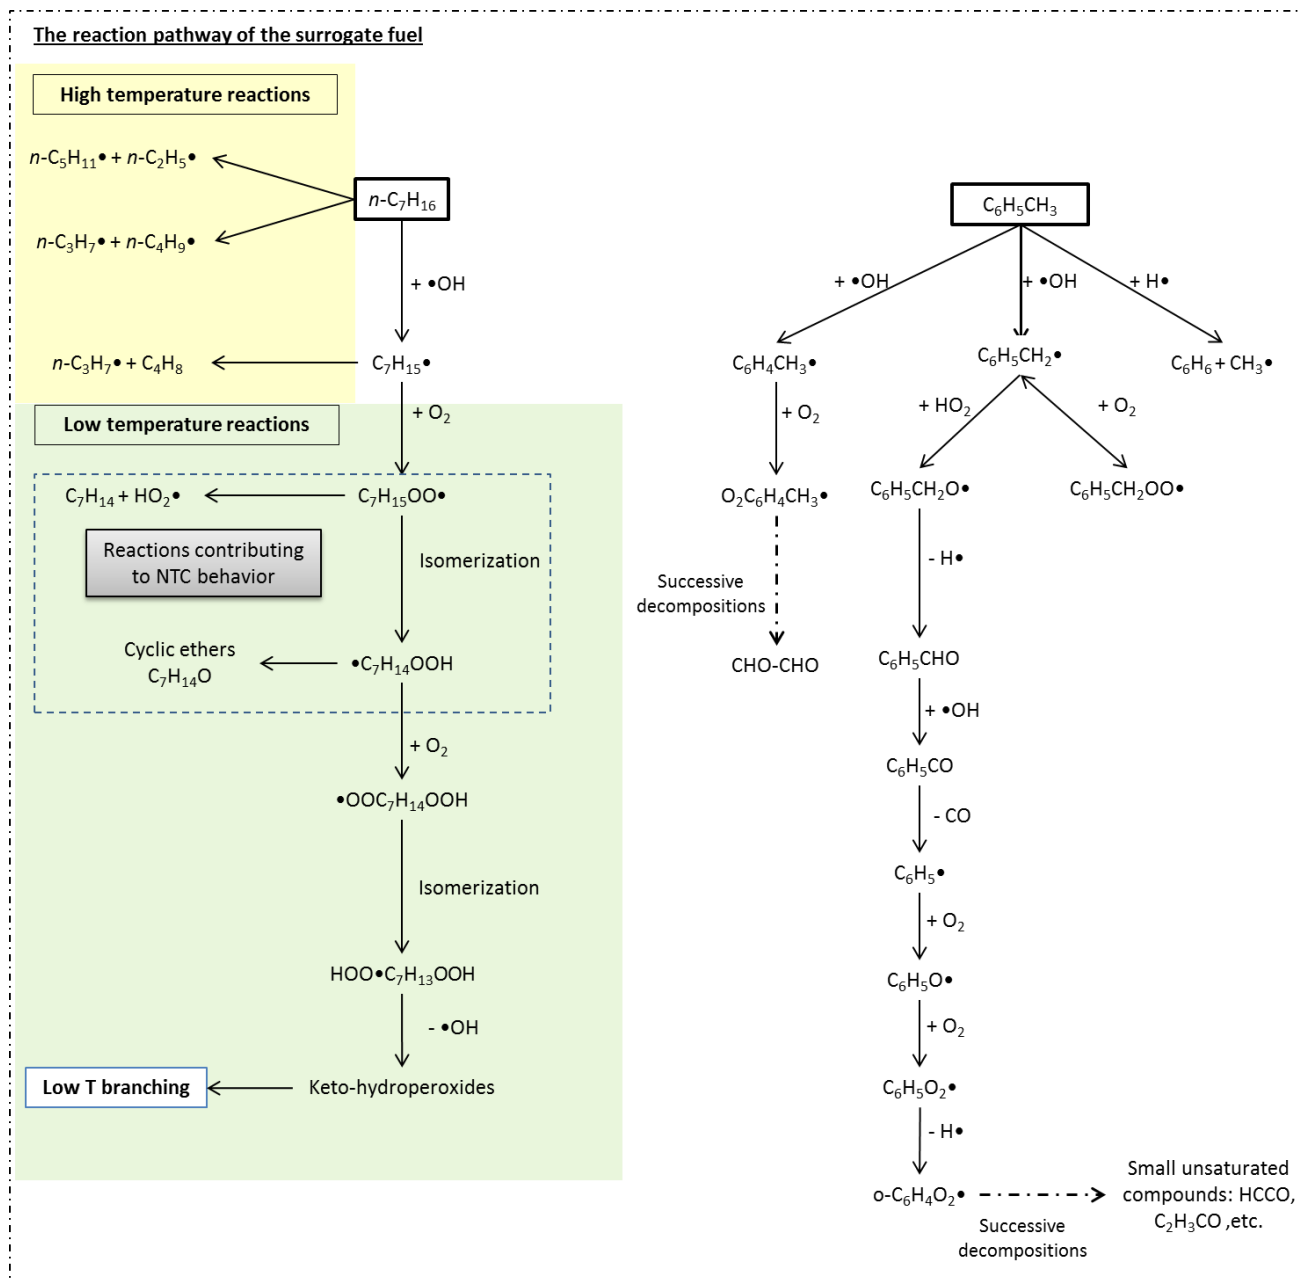 The reaction pathway of the surrogate fuel
High temperature reactions
n-C₅H₁₁• + n-C₂H₅•
n-C₇H₁₆
n-C₃H₇• + n-C₄H₉•
+ •OH
n-C₃H₇• + C₄H₈
C₇H₁₅•
+ O₂
Low temperature reactions
C₇H₁₄ + HO₂•
C₇H₁₅OO•
Reactions contributing
to NTC behavior
Isomerization
Cyclic ethers
C₇H₁₄O
•C₇H₁₄OOH
+ O₂
•OOC₇H₁₄OOH
Isomerization
HOO•C₇H₁₃OOH
- •OH
Low T branching
Keto-hydroperoxides
C₆H₅CH₃
+ •OH
+ •OH
+ H•
C₆H₄CH₃•
C₆H₅CH₂•
C₆H₆ + CH₃•
+ O₂
+ HO₂
+ O₂
O₂C₆H₄CH₃•
C₆H₅CH₂O•
C₆H₅CH₂OO•
Successive
decompositions
- H•
CHO-CHO
C₆H₅CHO
+ •OH
C₆H₅CO
- CO
C₆H₅•
+ O₂
C₆H₅O•
+ O₂
C₆H₅O₂•
- H•
o-C₆H₄O₂•
Successive
decompositions
Small unsaturated
compounds: HCCO,
C₂H₃CO ,etc.